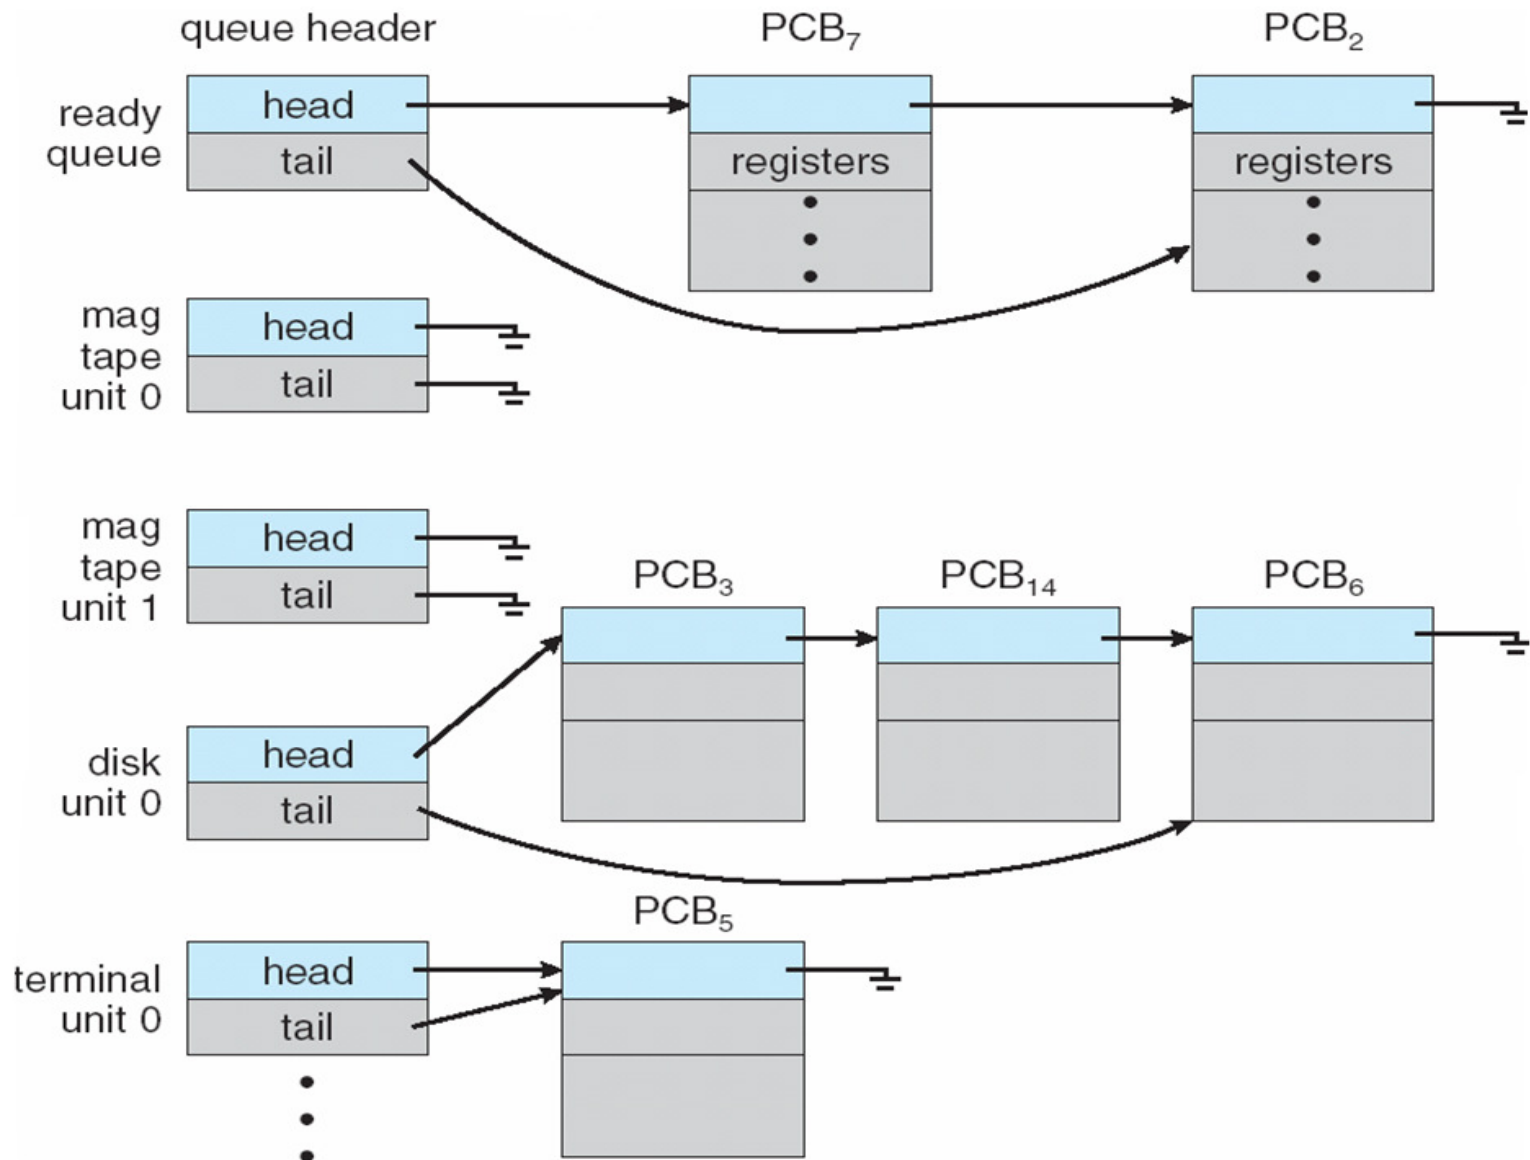 queue header
PCB7
PCB2
ready
queue
head
tail
registers
registers
mag
tape
unit 0
head
tail
mag
tape
unit 1
head
tail
PCB3
PCB14
PCB6
disk
unit 0
head
tail
PCB5
terminal
unit 0
head
tail